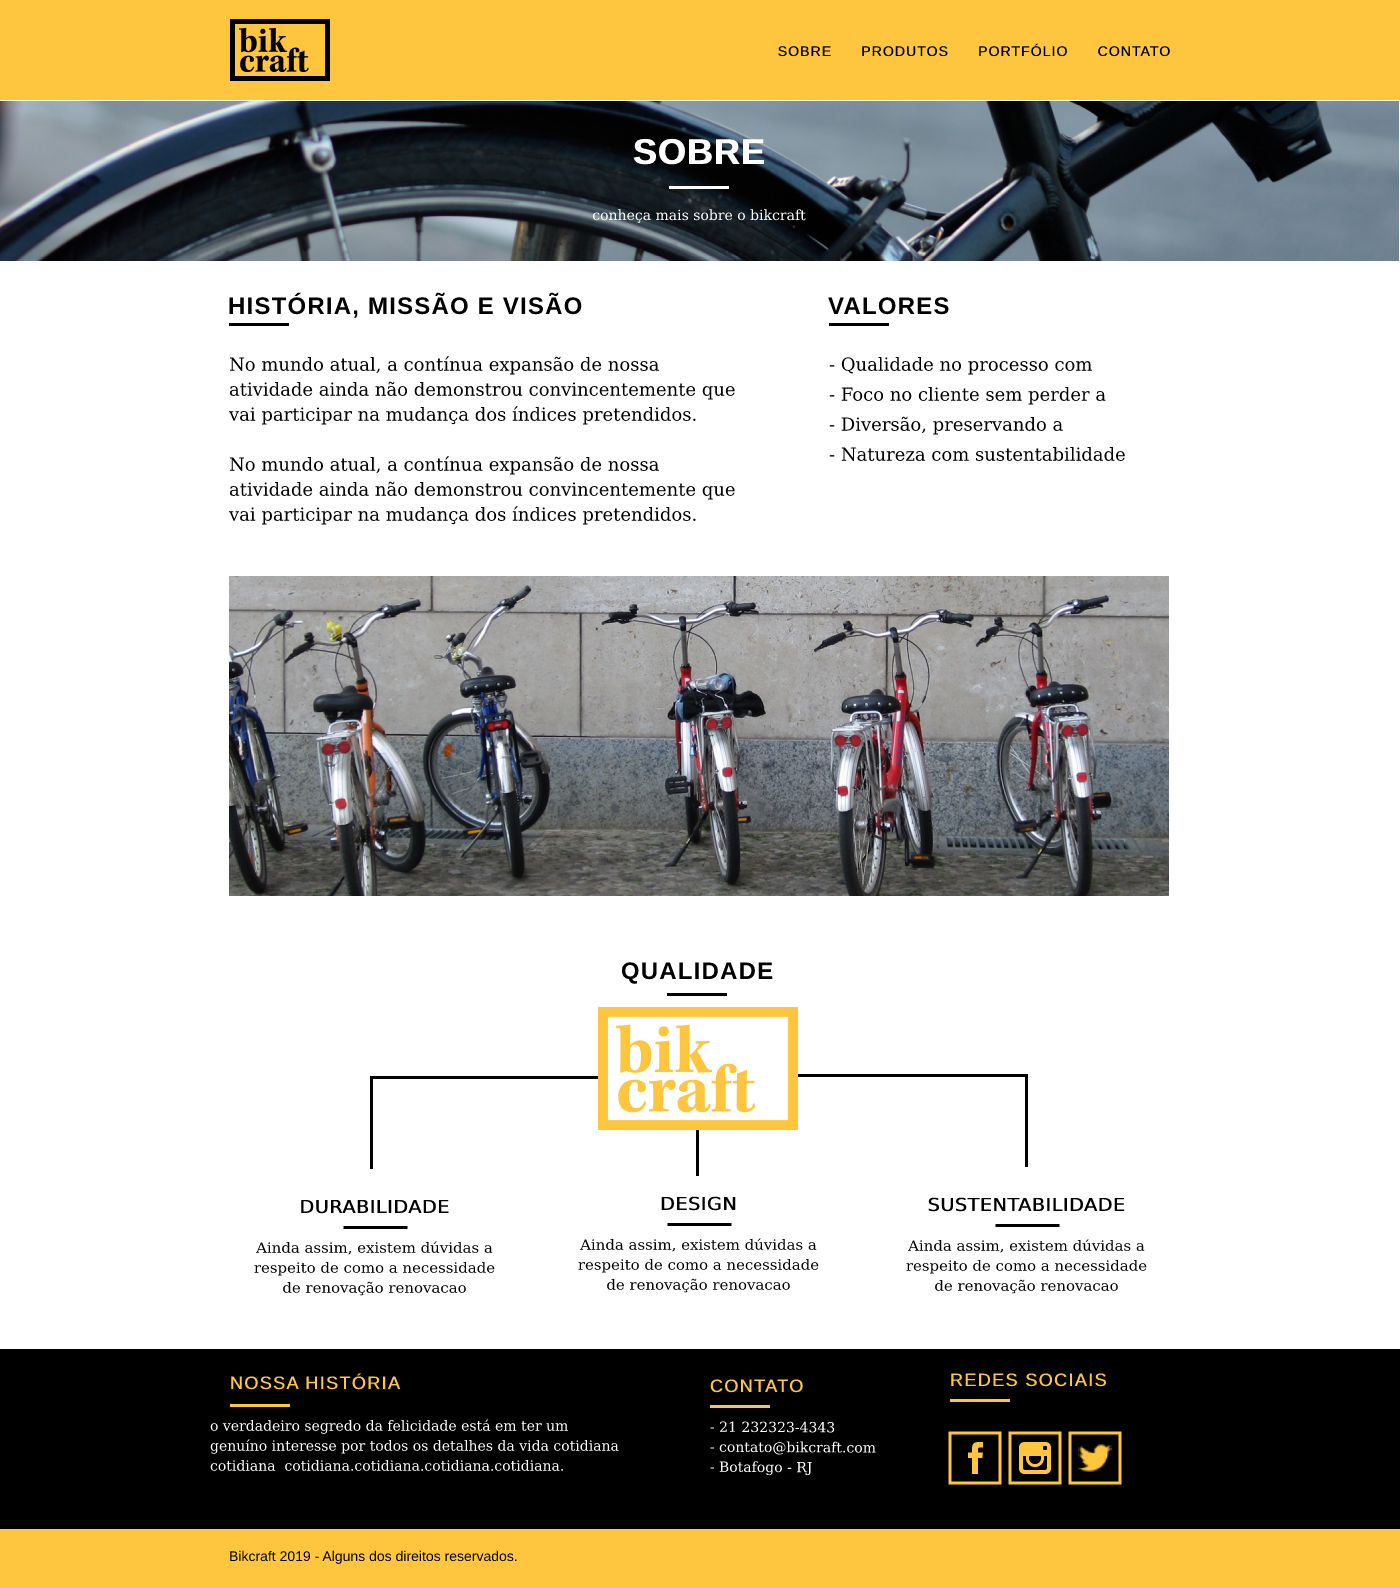 bik
craft
SOBRE PRODUTOS PORTFÓLIO CONTATO
SOBRE
conheça mais sobre o bikcraft
HISTÓRIA, MISSÃO E VISÃO
No mundo atual, a contínua expansão de nossa
atividade ainda não demonstrou convincentemente que
vai participar na mudança dos índices pretendidos.
No mundo atual, a contínua expansão de nossa
atividade ainda não demonstrou convincentemente que
vai participar na mudança dos índices pretendidos.
VALORES
- Qualidade no processo com
- Foco no cliente sem perder a
- Diversão, preservando a
- Natureza com sustentabilidade
QUALIDADE
bik
craft
DURABILIDADE
Ainda assim, existem dúvidas a
respeito de como a necessidade
de renovação renovacao
DESIGN
Ainda assim, existem dúvidas a
respeito de como a necessidade
de renovação renovacao
SUSTENTABILIDADE
Ainda assim, existem dúvidas a
respeito de como a necessidade
de renovação renovacao
NOSSA HISTÓRIA
o verdadeiro segredo da felicidade está em ter um
genuíno interesse por todos os detalhes da vida cotidiana
cotidiana  cotidiana.cotidiana.cotidiana.cotidiana.
CONTATO
- 21 232323-4343
- contato@bikcraft.com
- Botafogo - RJ
REDES SOCIAIS
Bikcraft 2019 - Alguns dos direitos reservados.